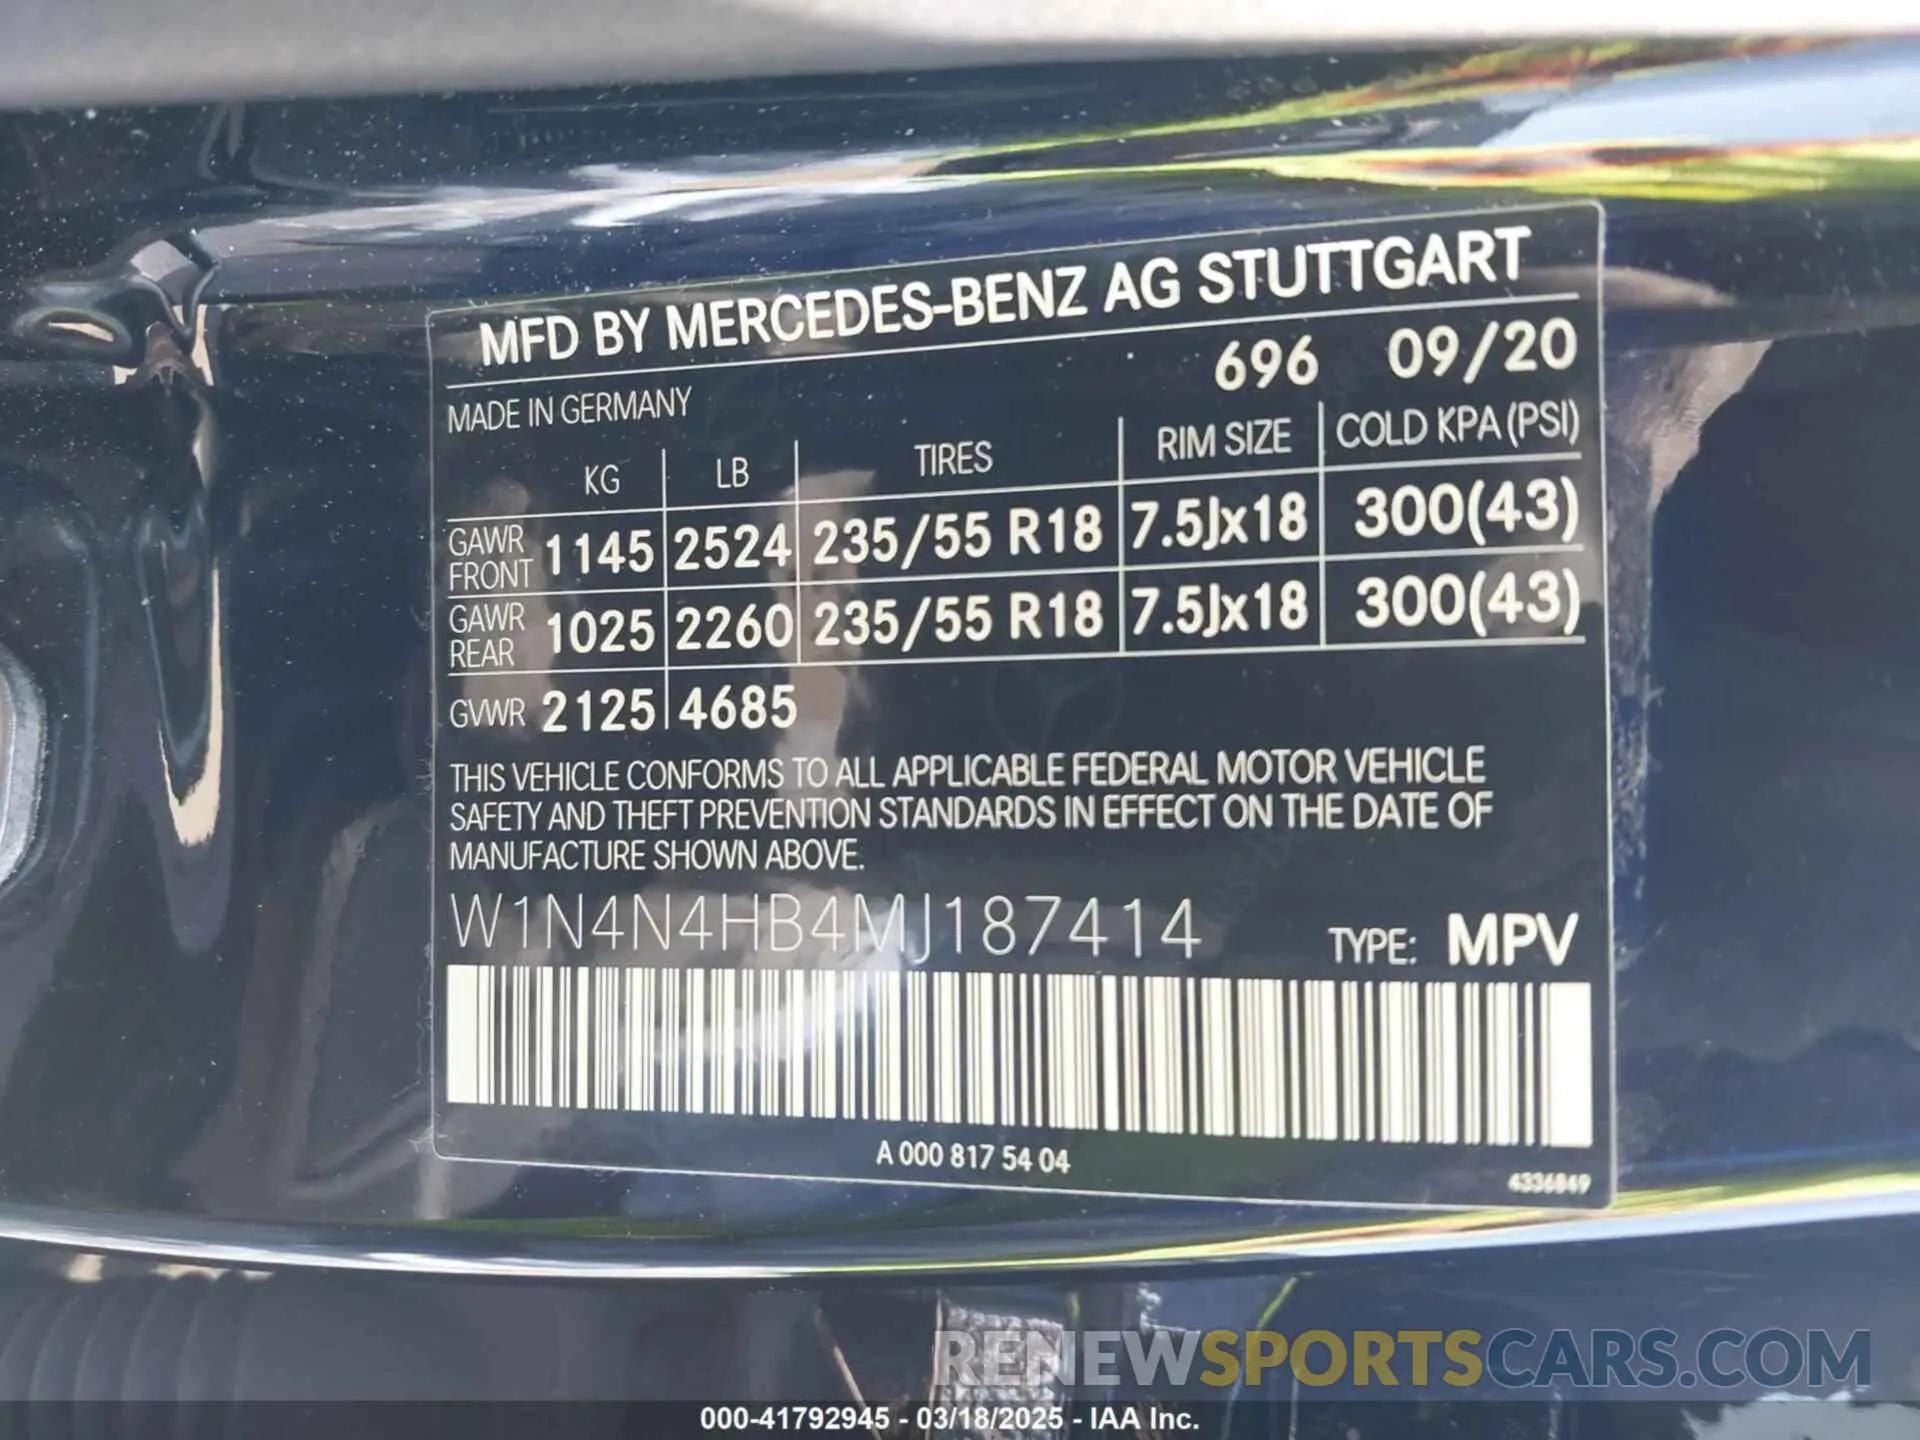 MFD BY MERCEDES-BENZ AG STUTTGART
696 09/20
MADE IN GERMANY
KG LB TIRES RIM SIZE COLD KPA (PSI)
GAWR FRONT 1145 2524 235/55 R18 7.5Jx18 300(43)
GAWR REAR 1025 2260 235/55 R18 7.5Jx18 300(43)
GVWR 2125 4685
THIS VEHICLE CONFORMS TO ALL APPLICABLE FEDERAL MOTOR VEHICLE
SAFETY AND THEFT PREVENTION STANDARDS IN EFFECT ON THE DATE OF
MANUFACTURE SHOWN ABOVE.
W1N4N4HB4MJ187414 TYPE: MPV
A 000 817 54 04
4336849
RENEWSPORTSCARS.COM
000-41792945 - 03/18/2025 - IAA Inc.